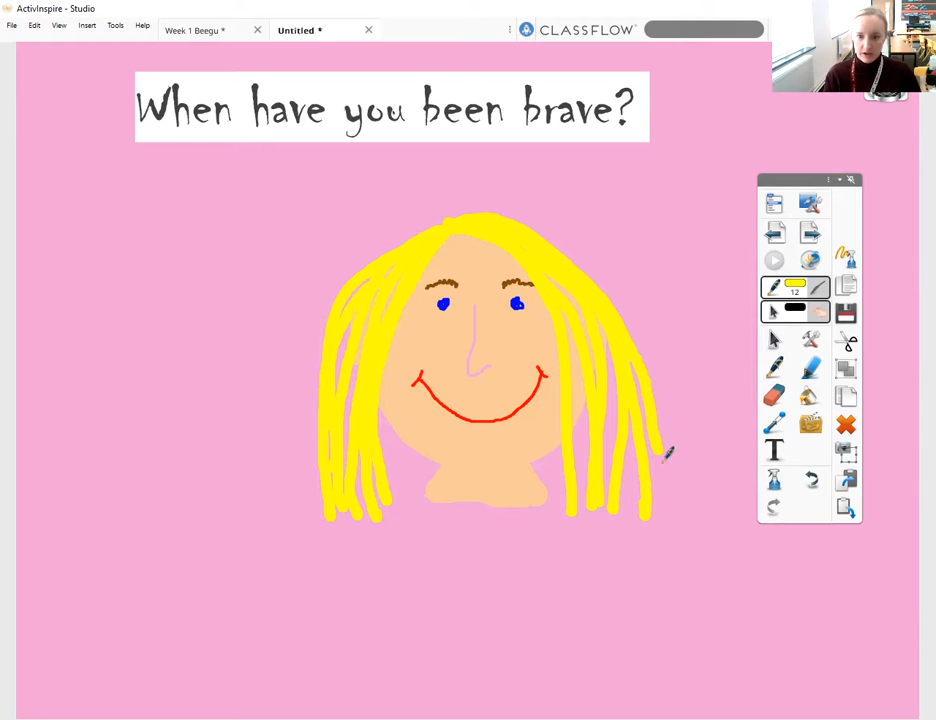 ActivInspire - Studio
File Edit View Insert Tools Help
Week 1 Beegu *
Untitled *
CLASSFLOW
When have you been brave?
12
T